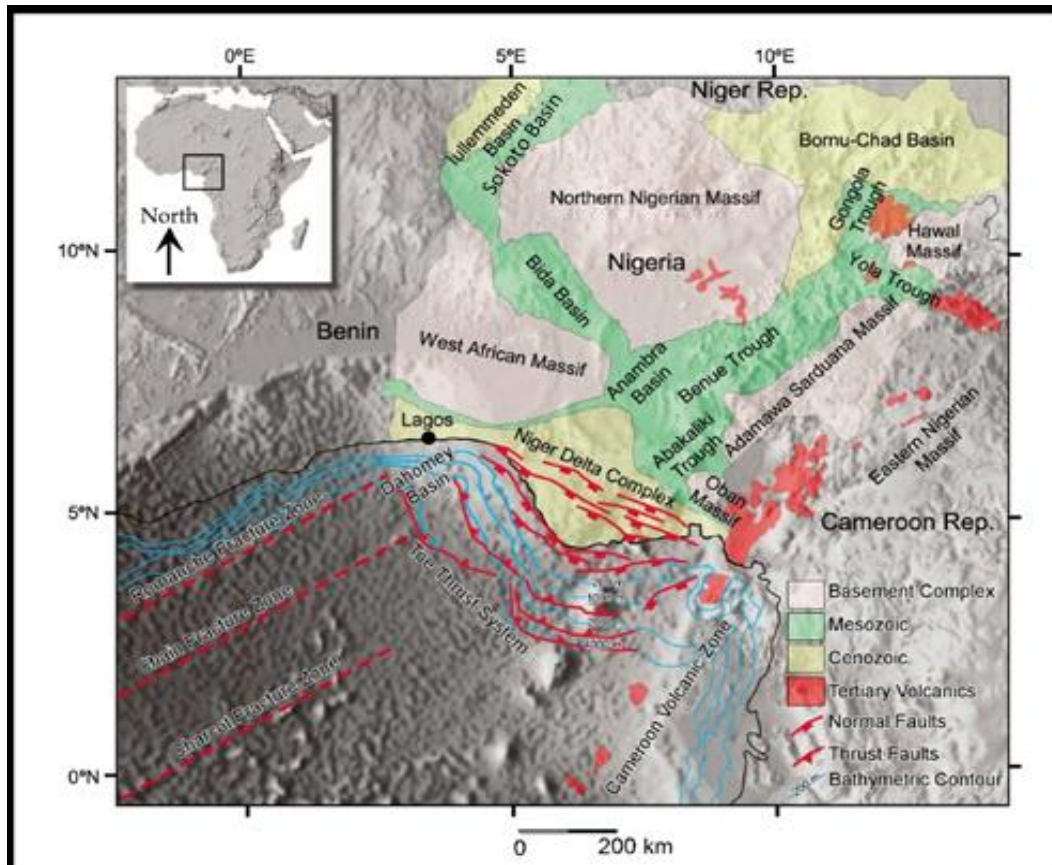 0°E
5°E
10°E
Niger Rep.
Iullemmeden
Basin
Sokoto Basin
Bornu-Chad Basin
Northern Nigerian Massif
Gongola
Trough
Hawal
Massif
North
10°N
Nigeria
Yola Trough
Bida Basin
Benin
West African Massif
Anambra
Basin
Benue Trough
Adamawa Sarduana Massif
Lagos
Niger Delta Complex
Abakaliki
Trough
Eastern Nigerian
Massif
Dahomey
Basin
Oban
Massif
5°N
Cameroon Rep.
Romanche Fracture Zone
Chain Fracture Zone
Toe Thrust System
Charcot Fracture Zone
Cameroon Volcanic Zone
Basement Complex
Mesozoic
Cenozoic
Tertiary Volcanics
Normal Faults
Thrust Faults
Bathymetric Contour
0°N
0°E
5°E
10°E
0
200 km